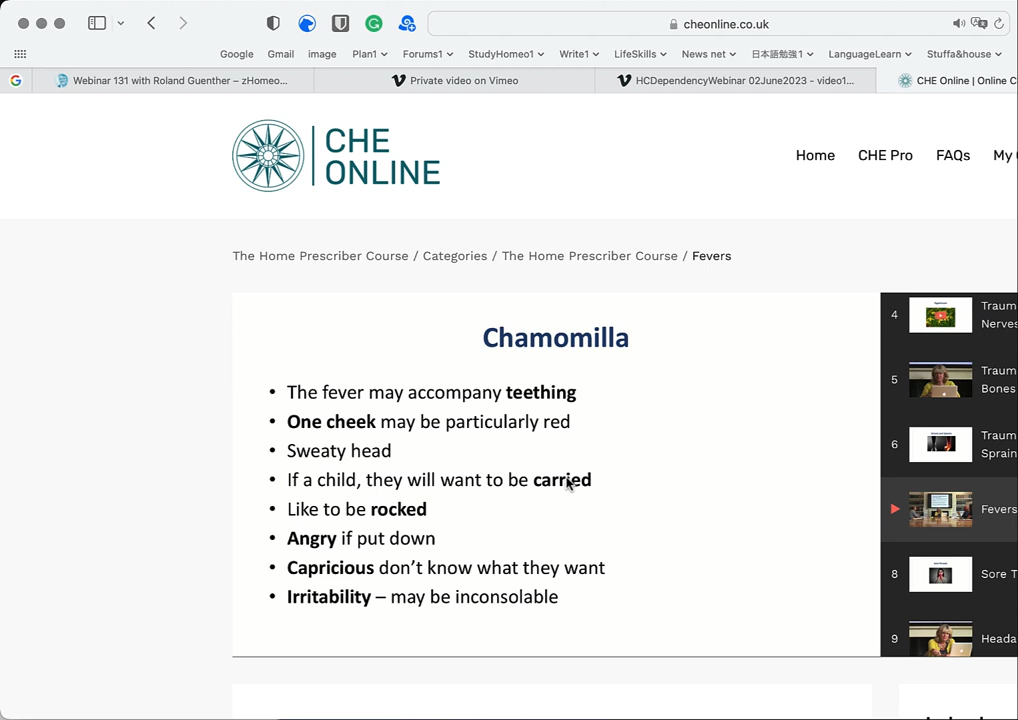 cheonline.co.uk
Google Gmail image Plan1 Forums1 StudyHomeo1 Write1 LifeSkills News net 日本語勉強1 LanguageLearn Stuffa&house
Webinar 131 with Roland Guenther – zHomeo...
Private video on Vimeo
HCDependencyWebinar 02June2023 - video1...
CHE Online | Online C
CHE
ONLINE
Home CHE Pro FAQs My
The Home Prescriber Course / Categories / The Home Prescriber Course / Fevers
Chamomilla
• The fever may accompany teething
• One cheek may be particularly red
• Sweaty head
• If a child, they will want to be carried
• Like to be rocked
• Angry if put down
• Capricious don't know what they want
• Irritability – may be inconsolable
4 Traum
Nerves
5 Traum
Bones
6 Traum
Sprain
Fevers
8 Sore T
9 Heada